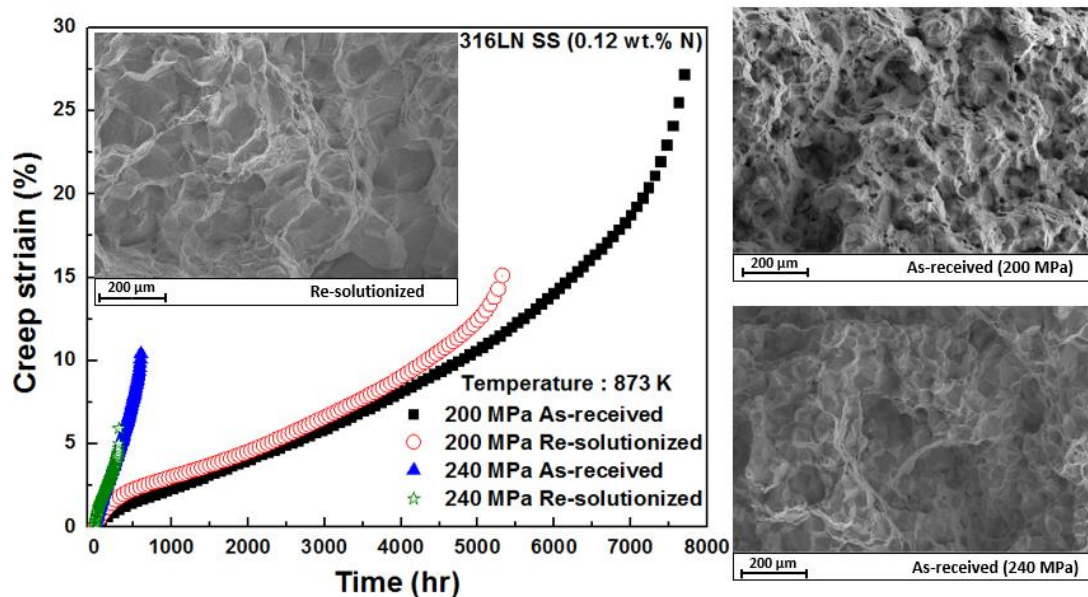 30
25
20
15
10
5
0
Creep striain (%)
316LN SS (0.12 wt.% N)
200 µm
Re-solutionized
Temperature : 873 K
200 MPa As-received
200 MPa Re-solutionized
240 MPa As-received
240 MPa Re-solutionized
0 1000 2000 3000 4000 5000 6000 7000 8000
Time (hr)
200 µm
As-received (200 MPa)
200 µm
As-received (240 MPa)